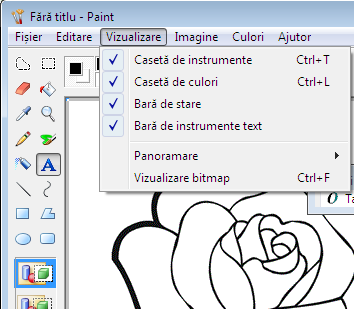 Fără titlu - Paint
Fișier Editare Vizualizare Imagine Culori Ajutor
Casetă de instrumente Ctrl+T
Casetă de culori Ctrl+L
Bară de stare
Bară de instrumente text
Panoramare
Vizualizare bitmap Ctrl+F
A
O